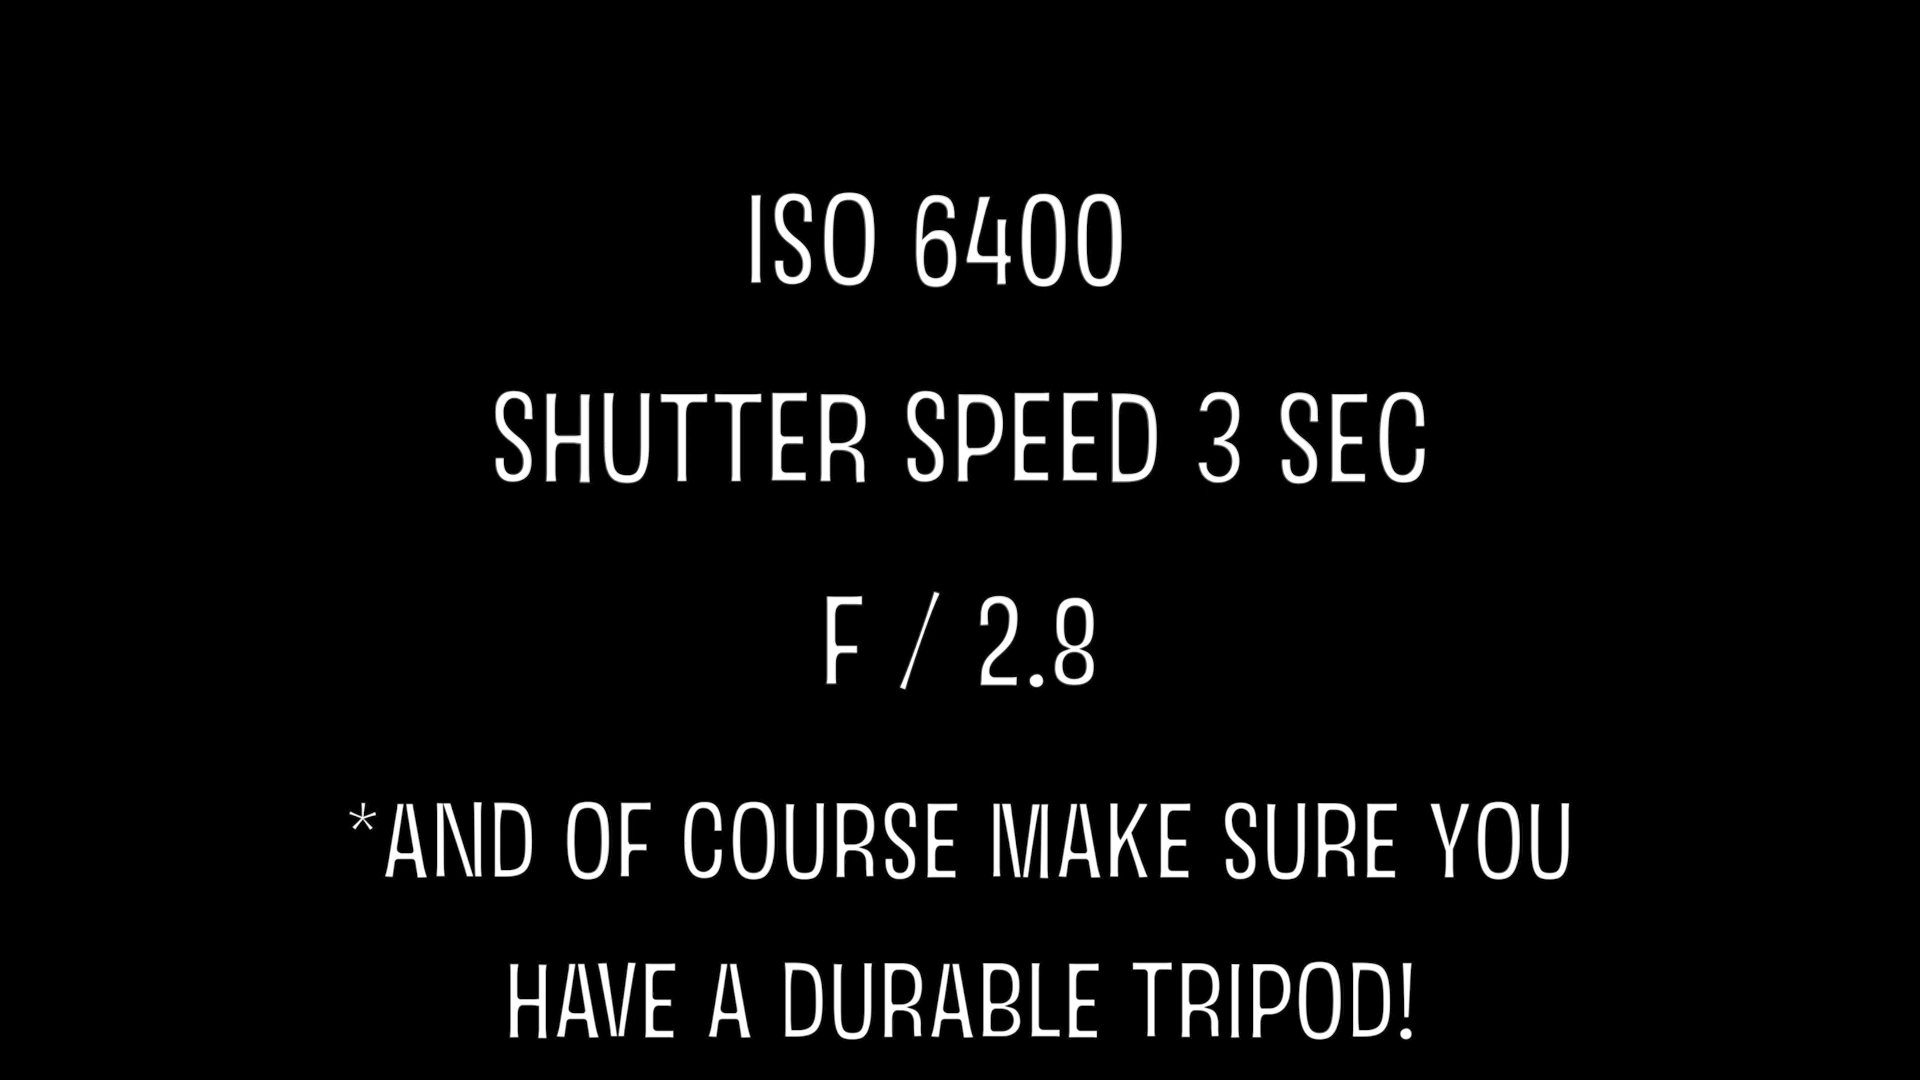 ISO 6400
SHUTTER SPEED 3 SEC
F / 2.8
*AND OF COURSE MAKE SURE YOU
HAVE A DURABLE TRIPOD!